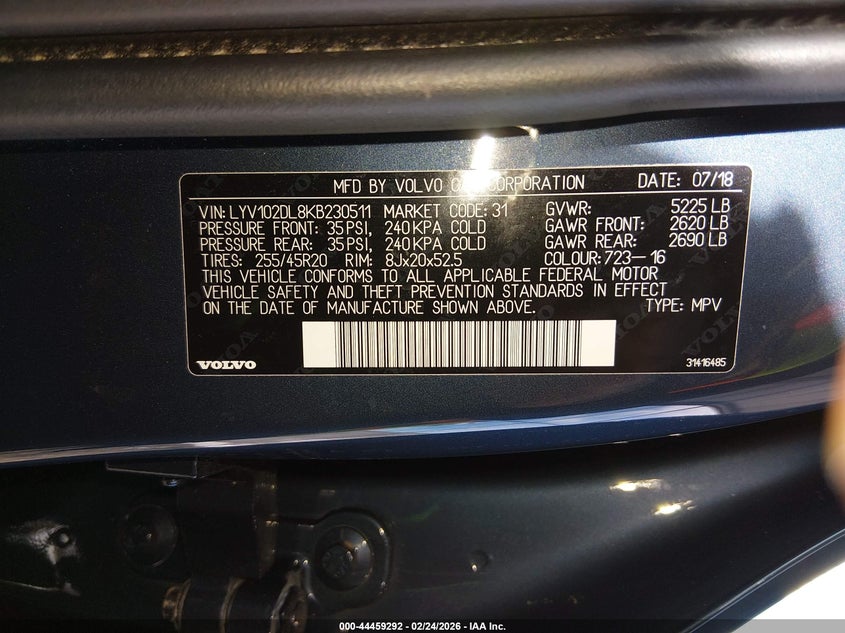 MFD BY VOLVO CORPORATION DATE: 07/18
VIN: LYV102DL8KB230511 MARKET CODE: 31 GVWR: 5225 LB
PRESSURE FRONT: 35 PSI, 240 KPA COLD GAWR FRONT: 2620 LB
PRESSURE REAR: 35 PSI, 240 KPA COLD GAWR REAR: 2690 LB
TIRES: 255/45R20 RIM: 8Jx20x52.5 COLOUR: 723-16
THIS VEHICLE CONFORMS TO ALL APPLICABLE FEDERAL MOTOR
VEHICLE SAFETY AND THEFT PREVENTION STANDARDS IN EFFECT
ON THE DATE OF MANUFACTURE SHOWN ABOVE. TYPE: MPV
VOLVO 31416485
000-44459292 - 02/24/2026 - IAA Inc.